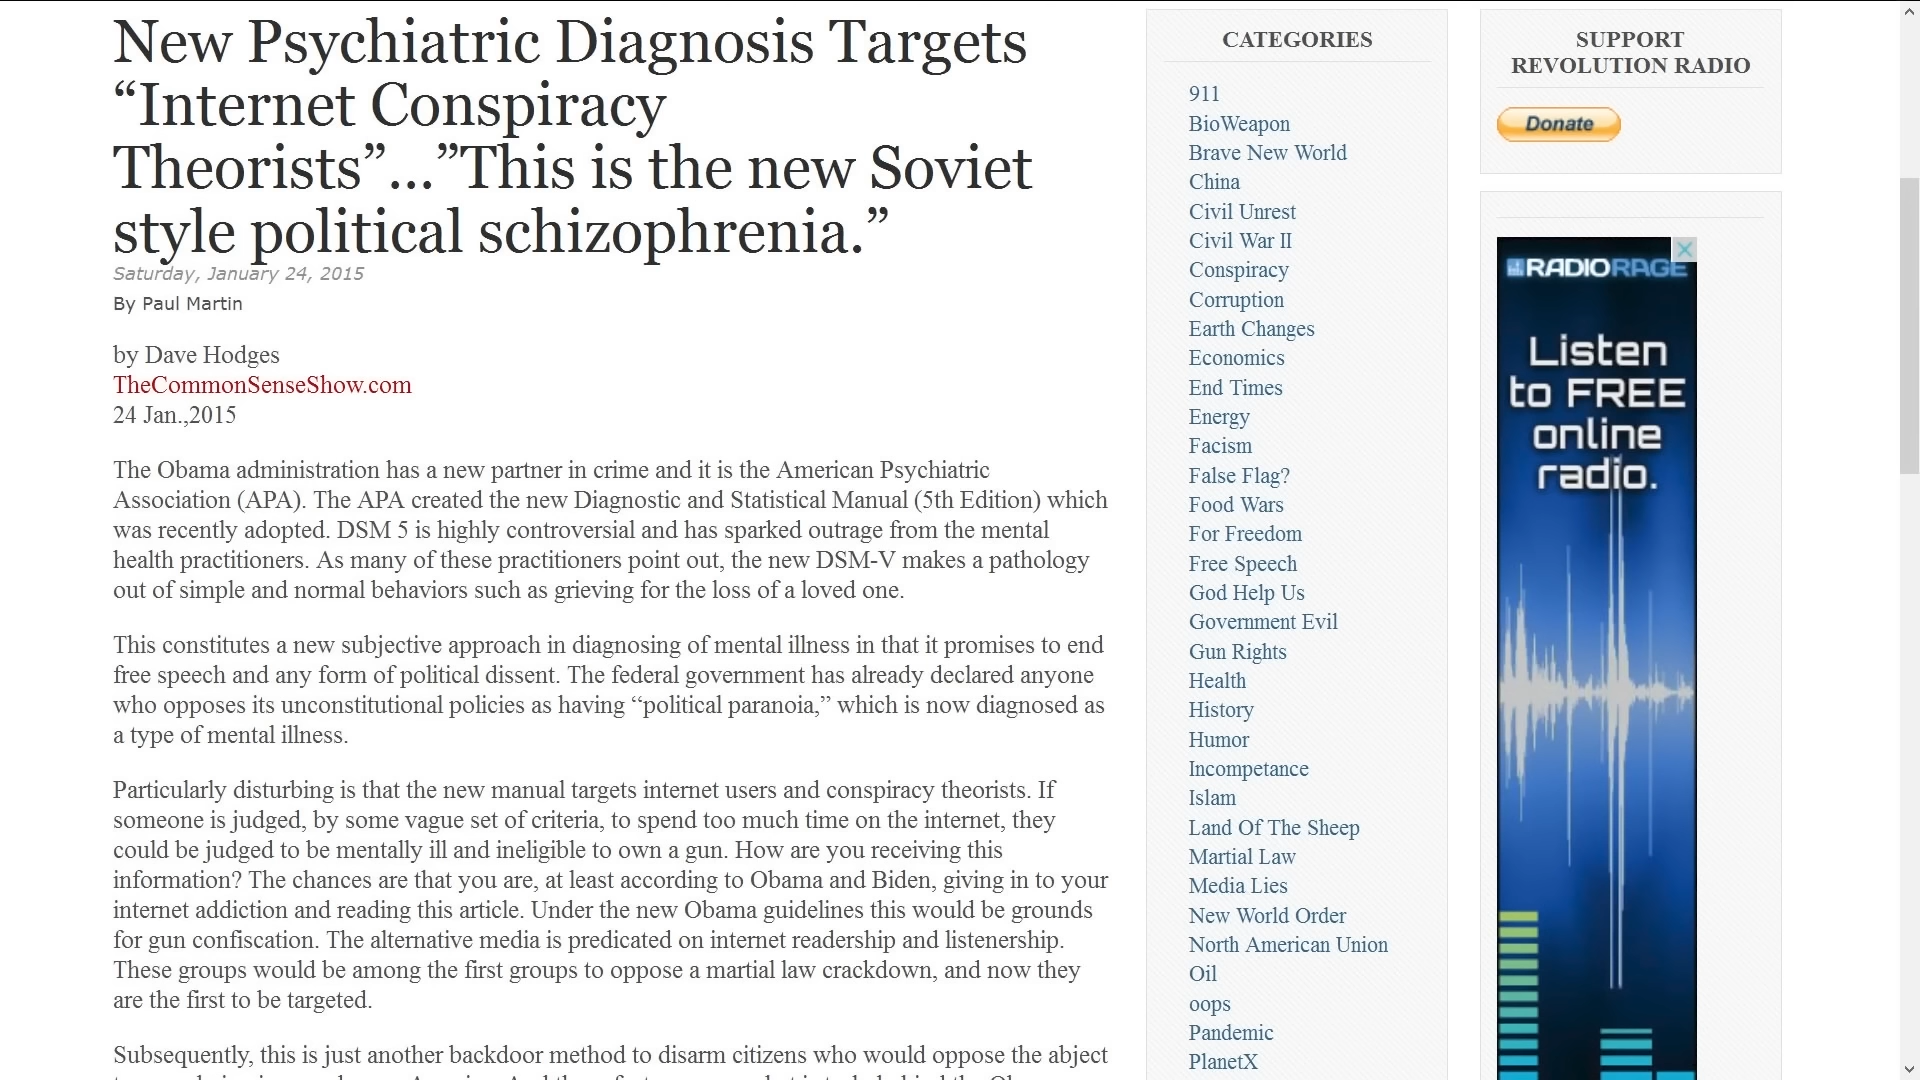 New Psychiatric Diagnosis Targets
“Internet Conspiracy
Theorists”…”This is the new Soviet
style political schizophrenia.”
Saturday, January 24, 2015
By Paul Martin
by Dave Hodges
TheCommonSenseShow.com
24 Jan.,2015
The Obama administration has a new partner in crime and it is the American Psychiatric
Association (APA). The APA created the new Diagnostic and Statistical Manual (5th Edition) which
was recently adopted. DSM 5 is highly controversial and has sparked outrage from the mental
health practitioners. As many of these practitioners point out, the new DSM-V makes a pathology
out of simple and normal behaviors such as grieving for the loss of a loved one.
This constitutes a new subjective approach in diagnosing of mental illness in that it promises to end
free speech and any form of political dissent. The federal government has already declared anyone
who opposes its unconstitutional policies as having “political paranoia,” which is now diagnosed as
a type of mental illness.
Particularly disturbing is that the new manual targets internet users and conspiracy theorists. If
someone is judged, by some vague set of criteria, to spend too much time on the internet, they
could be judged to be mentally ill and ineligible to own a gun. How are you receiving this
information? The chances are that you are, at least according to Obama and Biden, giving in to your
internet addiction and reading this article. Under the new Obama guidelines this would be grounds
for gun confiscation. The alternative media is predicated on internet readership and listenership.
These groups would be among the first groups to oppose a martial law crackdown, and now they
are the first to be targeted.
Subsequently, this is just another backdoor method to disarm citizens who would oppose the abject
CATEGORIES
911
BioWeapon
Brave New World
China
Civil Unrest
Civil War II
Conspiracy
Corruption
Earth Changes
Economics
End Times
Energy
Facism
False Flag?
Food Wars
For Freedom
Free Speech
God Help Us
Government Evil
Gun Rights
Health
History
Humor
Incompetance
Islam
Land Of The Sheep
Martial Law
Media Lies
New World Order
North American Union
Oil
oops
Pandemic
PlanetX
SUPPORT
REVOLUTION RADIO
Donate
RADIORAGE
Listen
to FREE
online
radio.